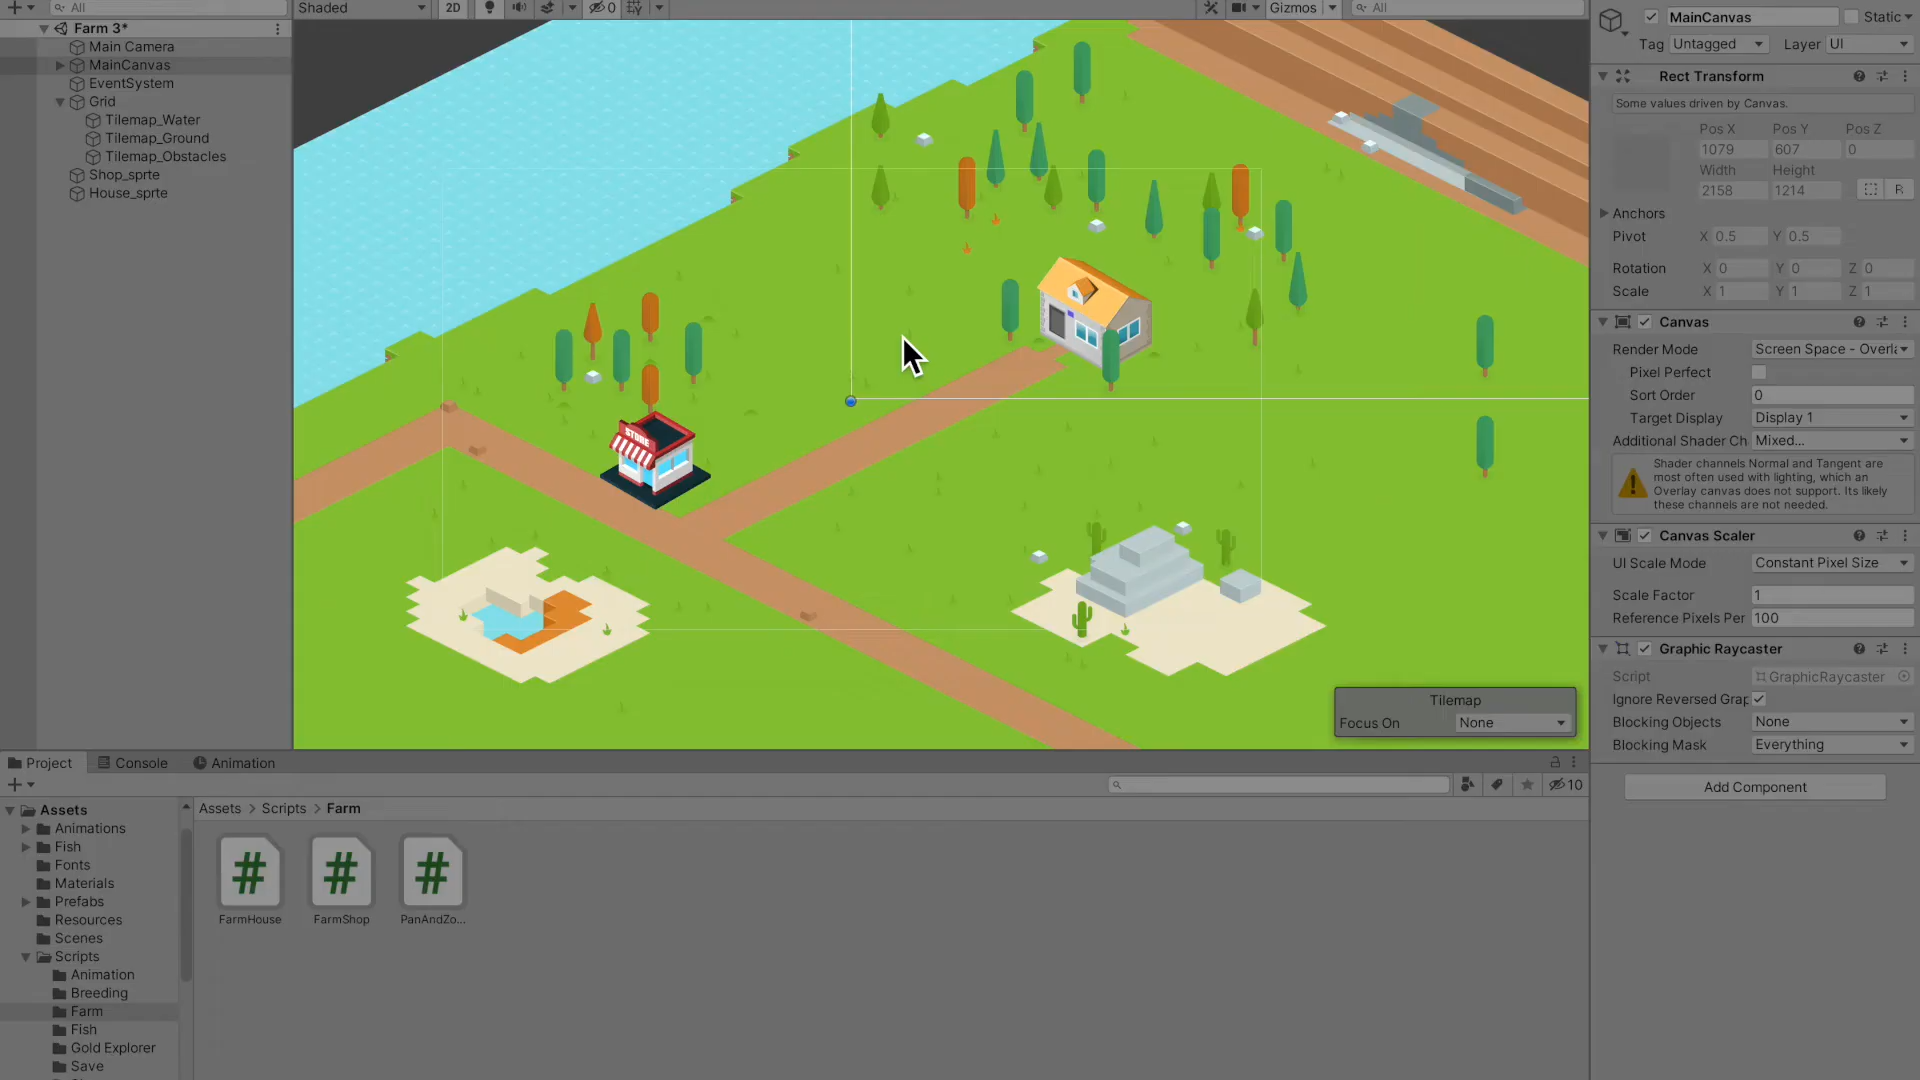 All
Farm 3*
Main Camera
MainCanvas
EventSystem
Grid
Tilemap_Water
Tilemap_Ground
Tilemap_Obstacles
Shop_sprte
House_sprte
Shaded
2D
0
Gizmos
All
STORE
Tilemap
Focus On
None
MainCanvas
Static
Tag
Untagged
Layer
UI
Rect Transform
Some values driven by Canvas.
Pos X
Pos Y
Pos Z
1079
607
0
Width
Height
2158
1214
R
Anchors
Pivot
X 0.5
Y 0.5
Rotation
X 0
Y 0
Z 0
Scale
X 1
Y 1
Z 1
Canvas
Render Mode
Screen Space - Overla
Pixel Perfect
Sort Order
0
Target Display
Display 1
Additional Shader Ch
Mixed...
Shader channels Normal and Tangent are
most often used with lighting, which an
Overlay canvas does not support. Its likely
these channels are not needed.
Canvas Scaler
UI Scale Mode
Constant Pixel Size
Scale Factor
1
Reference Pixels Per
100
Graphic Raycaster
Script
GraphicRaycaster
Ignore Reversed Grap
Blocking Objects
None
Blocking Mask
Everything
Add Component
Project
Console
Animation
10
Assets
Animations
Fish
Fonts
Materials
Prefabs
Resources
Scenes
Scripts
Animation
Breeding
Farm
Fish
Gold Explorer
Save
Assets > Scripts > Farm
FarmHouse
FarmShop
PanAndZo...